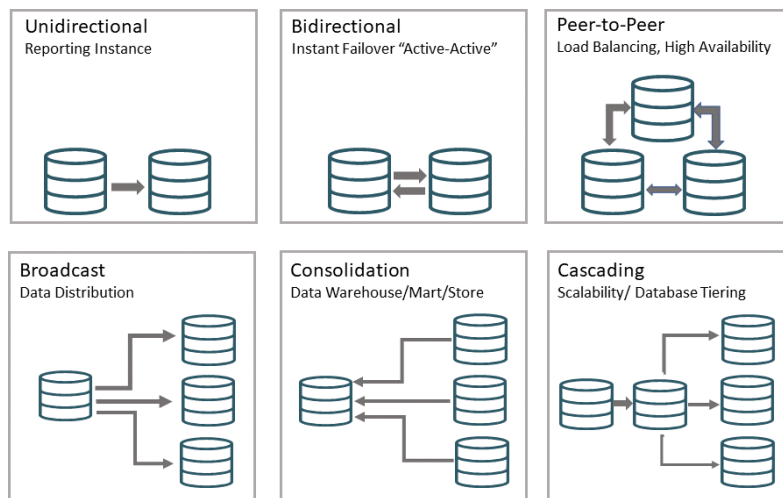 Unidirectional
Reporting Instance
Bidirectional
Instant Failover “Active-Active”
Peer-to-Peer
Load Balancing, High Availability
Broadcast
Data Distribution
Consolidation
Data Warehouse/Mart/Store
Cascading
Scalability/ Database Tiering